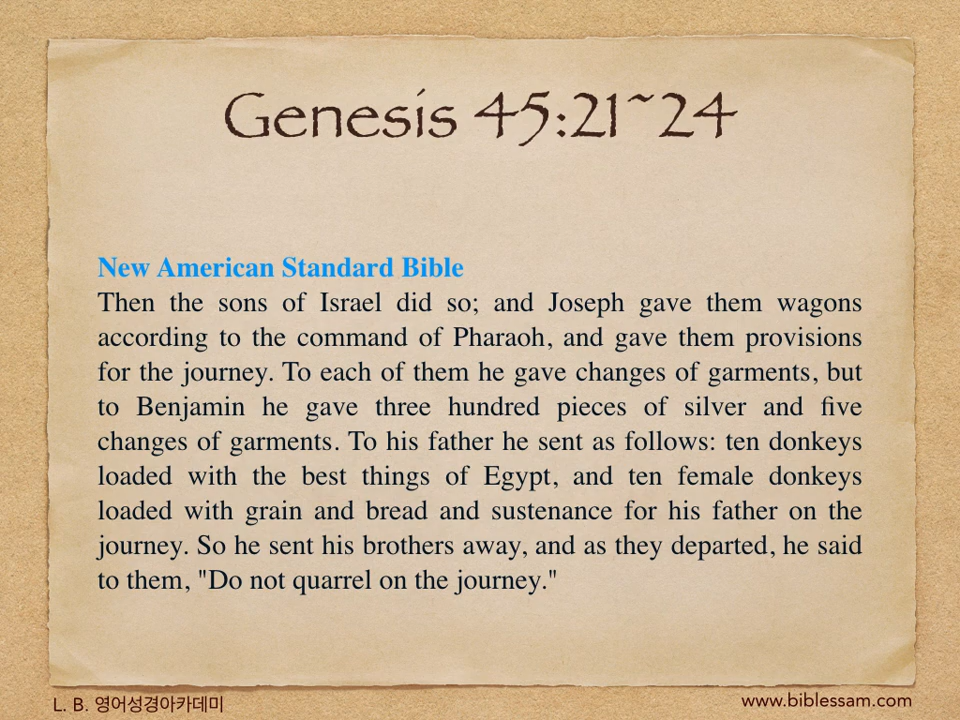 Genesis 45:21~24
New American Standard Bible
Then the sons of Israel did so; and Joseph gave them wagons
according to the command of Pharaoh, and gave them provisions
for the journey. To each of them he gave changes of garments, but
to Benjamin he gave three hundred pieces of silver and five
changes of garments. To his father he sent as follows: ten donkeys
loaded with the best things of Egypt, and ten female donkeys
loaded with grain and bread and sustenance for his father on the
journey. So he sent his brothers away, and as they departed, he said
to them, "Do not quarrel on the journey."
L. B. 영어성경아카데미
www.biblessam.com